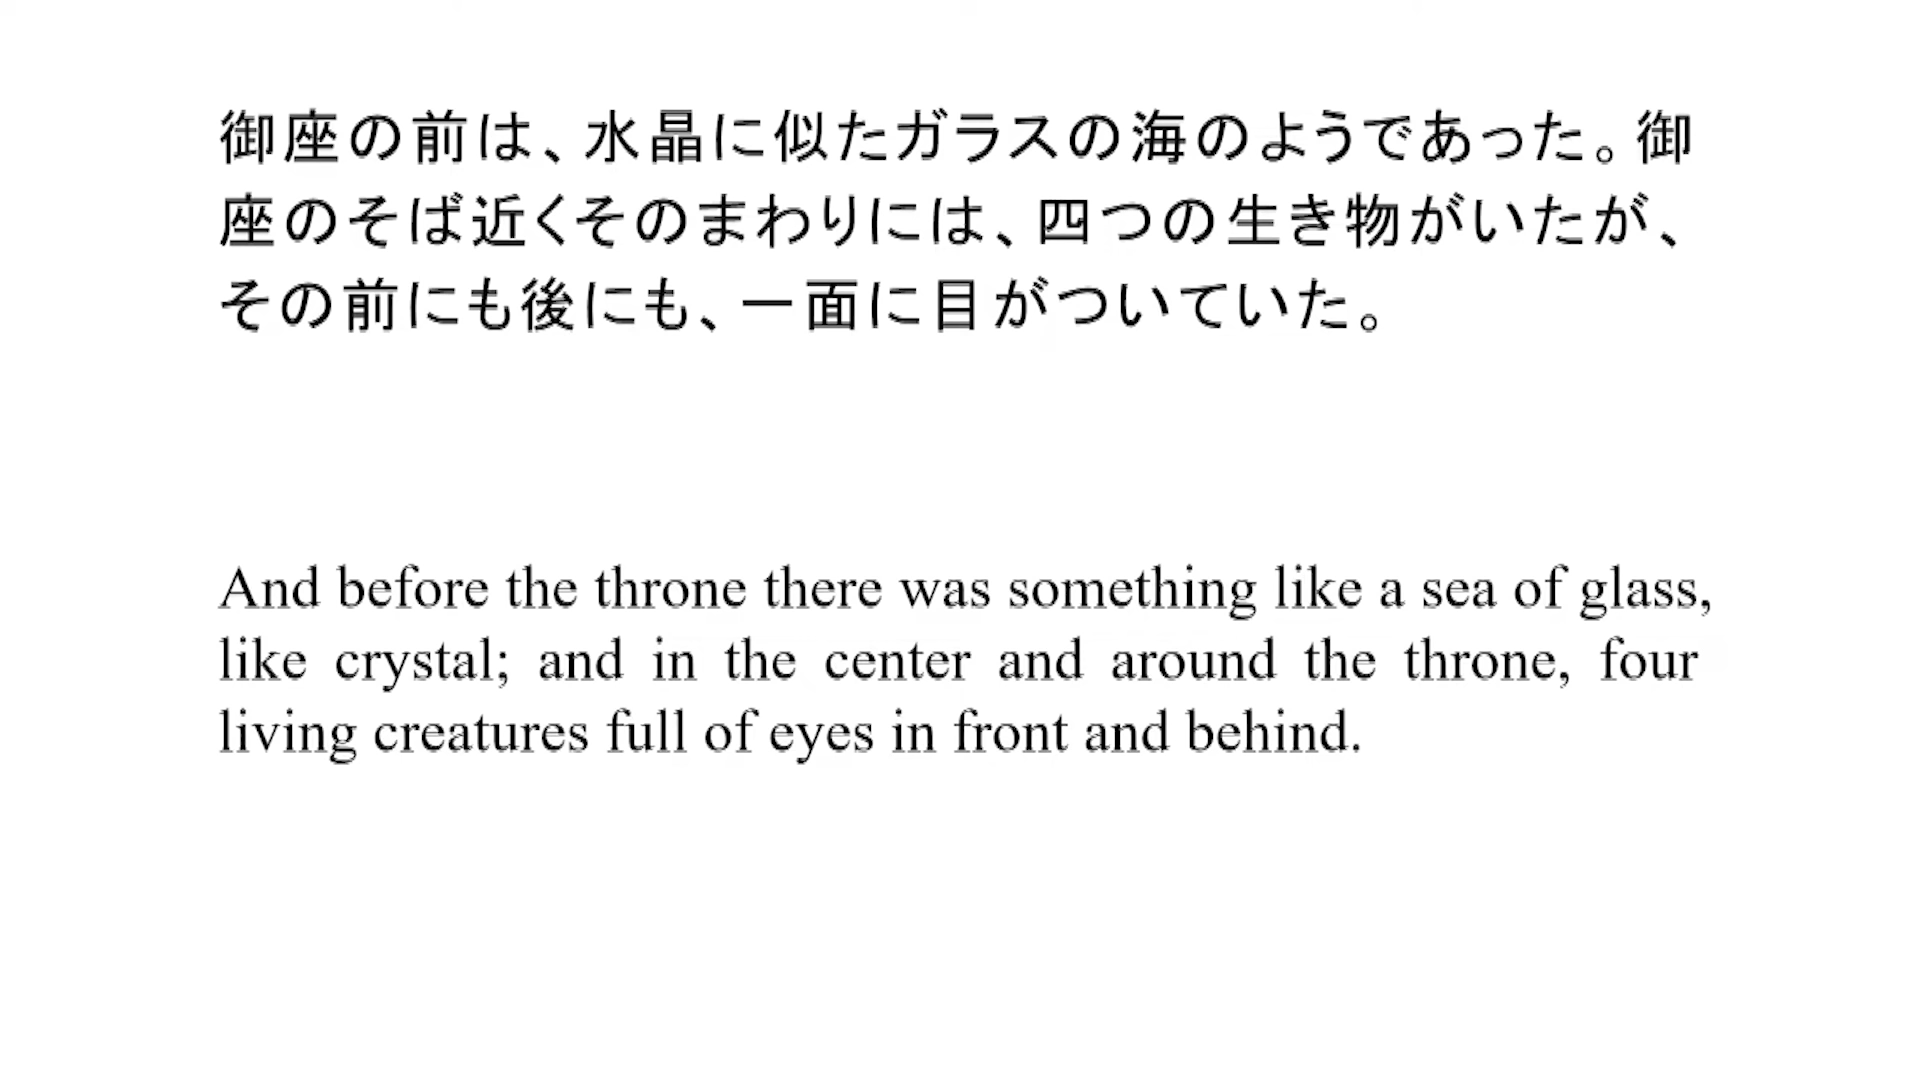 御座の前は、水晶に似たガラスの海のようであった。御
座のそば近くそのまわりには、四つの生き物がいたが、
その前にも後にも、一面に目がついていた。
And before the throne there was something like a sea of glass,
like crystal; and in the center and around the throne, four
living creatures full of eyes in front and behind.